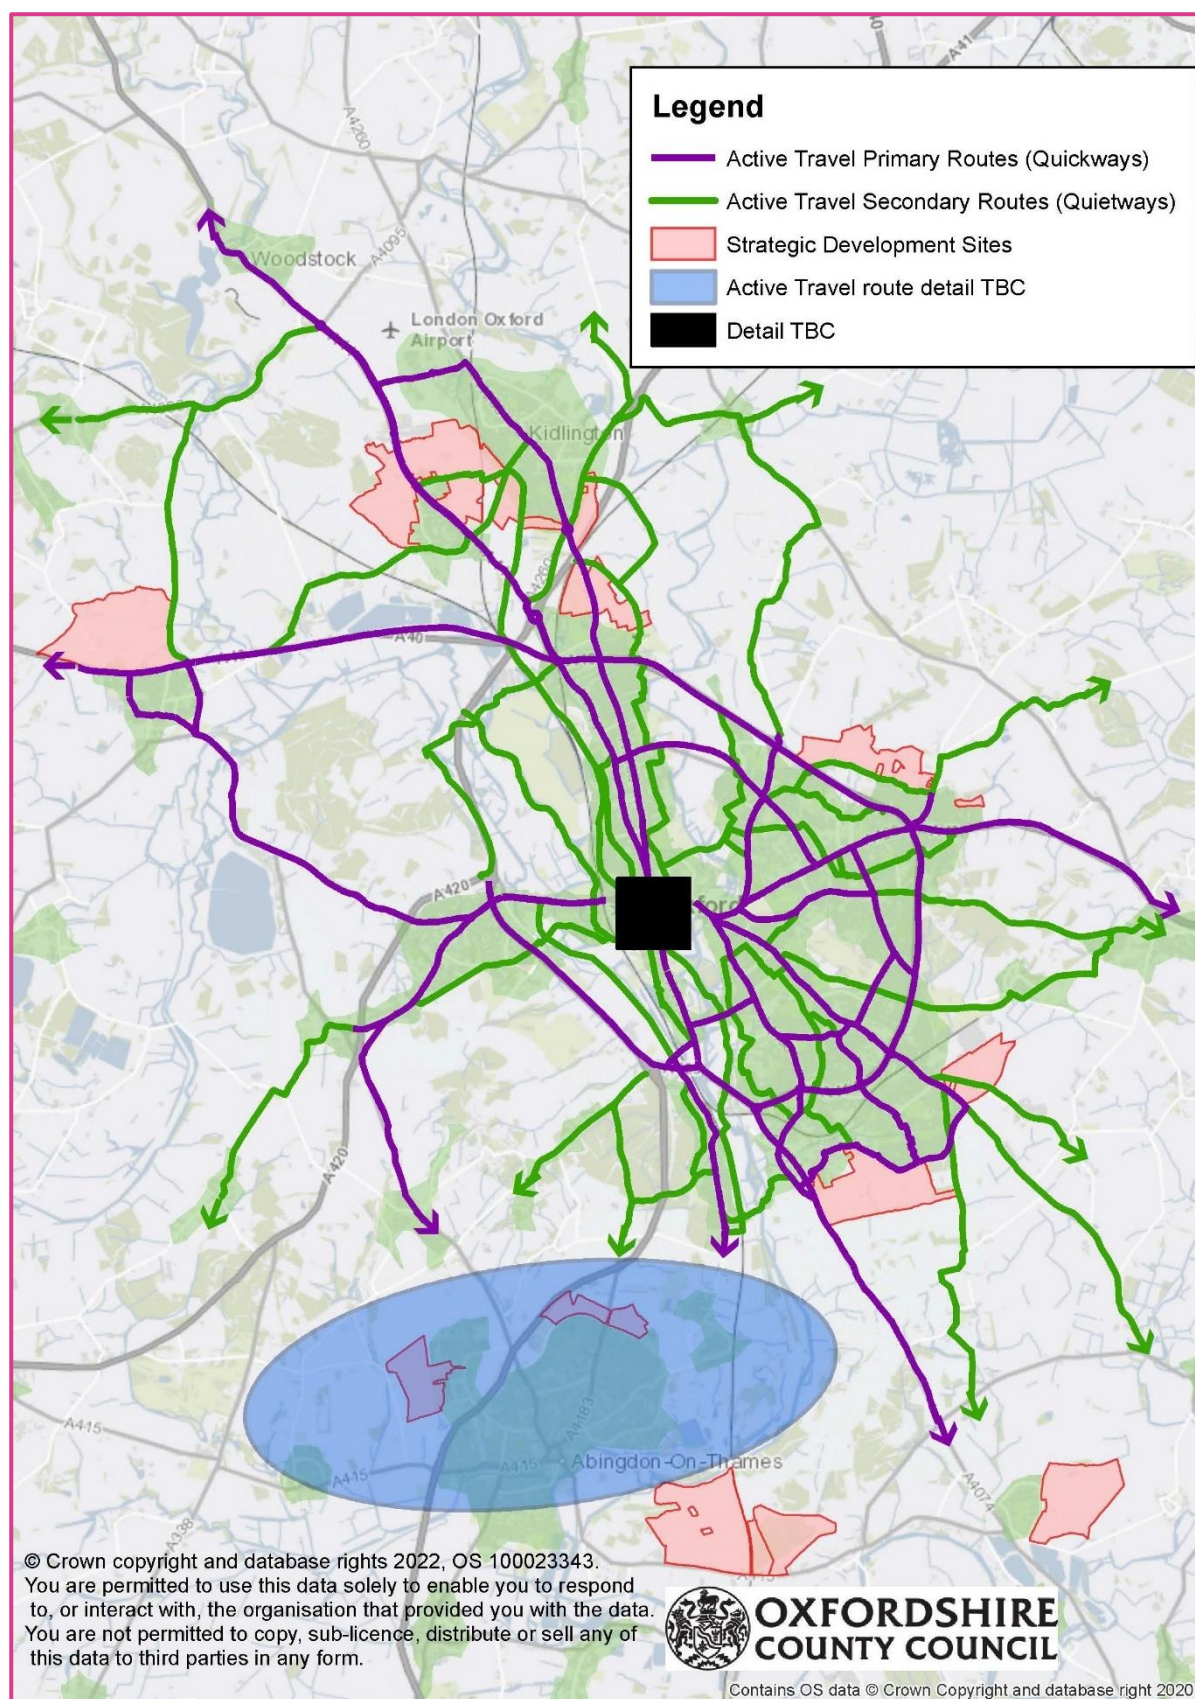 A41
40
A4260
Legend
Active Travel Primary Routes (Quickways)
Active Travel Secondary Routes (Quietways)
Strategic Development Sites
Active Travel route detail TBC
Detail TBC
A4095
Woodstock
London Oxford
Airport
Kidlington
A4260
A40
A420
xford
A420
A415
A4183
A415
A415
Abingdon-On-Thames
A4074
A338
© Crown copyright and database rights 2022, OS 100023343.
You are permitted to use this data solely to enable you to respond
to, or interact with, the organisation that provided you with the data.
You are not permitted to copy, sub-licence, distribute or sell any of
this data to third parties in any form.
OXFORDSHIRE
COUNTY COUNCIL
Contains OS data © Crown Copyright and database right 2020